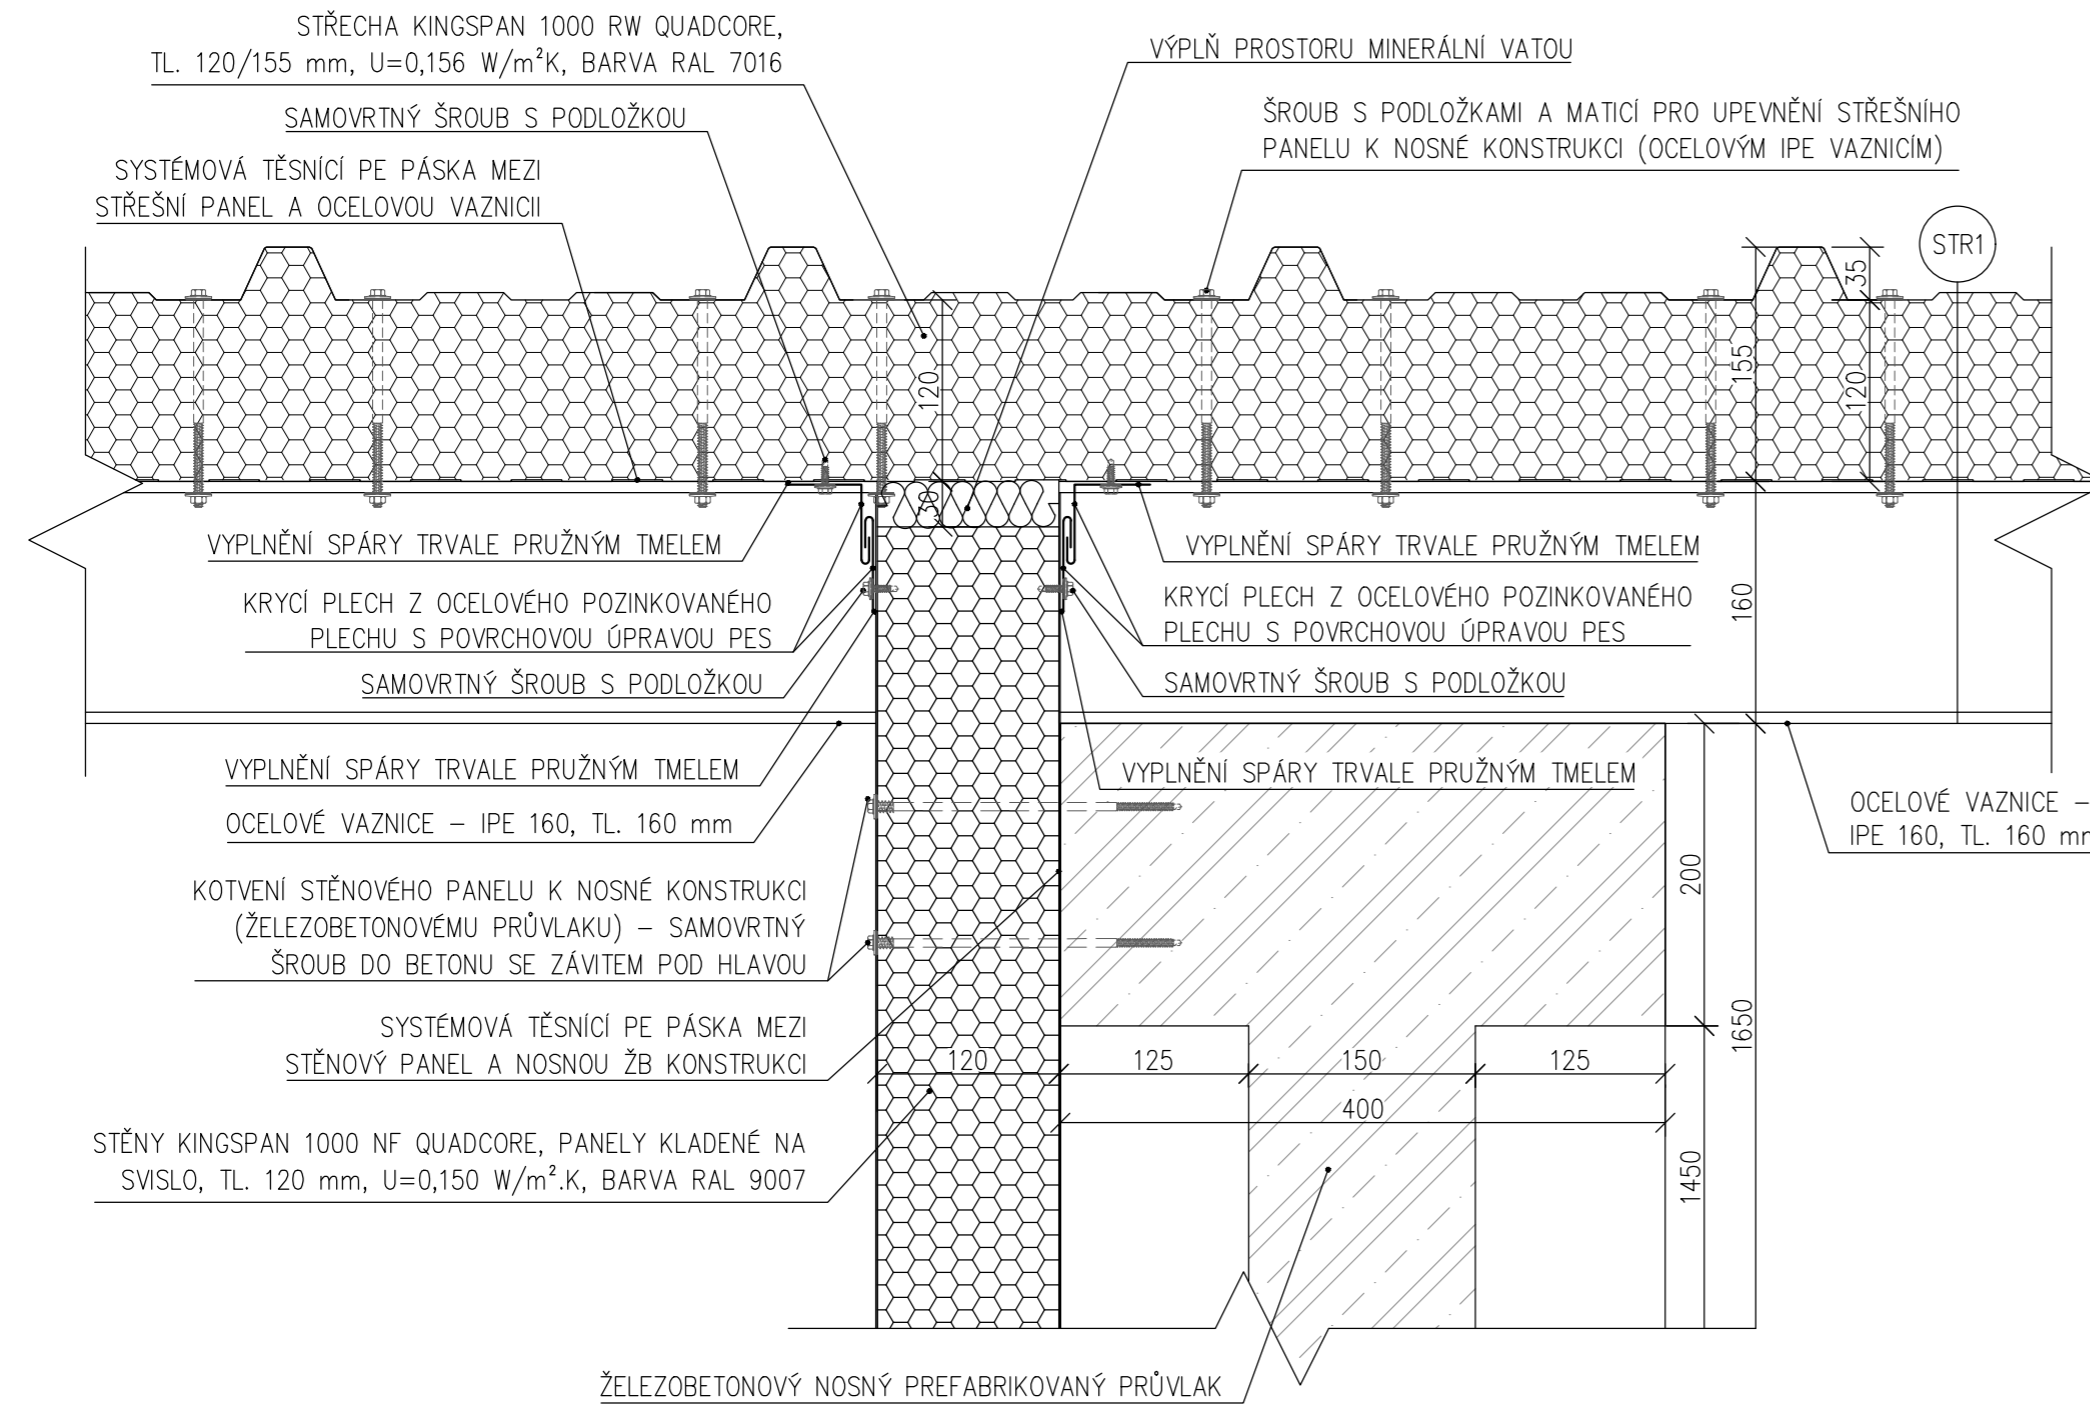 STŘECHA KINGSPAN 1000 RW QUADCORE,
TL. 120/155 mm, U=0,156 W/m²K, BARVA RAL 7016
VÝPLŇ PROSTORU MINERÁLNÍ VATOU
SAMOVRTNÝ ŠROUB S PODLOŽKOU
ŠROUB S PODLOŽKAMI A MATICÍ PRO UPEVNĚNÍ STŘEŠNÍHO
PANELU K NOSNÉ KONSTRUKCI (OCELOVÝM IPE VAZNICÍM)
SYSTÉMOVÁ TĚSNÍCÍ PE PÁSKA MEZI
STŘEŠNÍ PANEL A OCELOVOU VAZNICII
STR1
35
155
120
120
30
VYPLNĚNÍ SPÁRY TRVALE PRUŽNÝM TMELEM
VYPLNĚNÍ SPÁRY TRVALE PRUŽNÝM TMELEM
KRYCÍ PLECH Z OCELOVÉHO POZINKOVANÉHO
PLECHU S POVRCHOVOU ÚPRAVOU PES
KRYCÍ PLECH Z OCELOVÉHO POZINKOVANÉHO
PLECHU S POVRCHOVOU ÚPRAVOU PES
160
SAMOVRTNÝ ŠROUB S PODLOŽKOU
SAMOVRTNÝ ŠROUB S PODLOŽKOU
VYPLNĚNÍ SPÁRY TRVALE PRUŽNÝM TMELEM
VYPLNĚNÍ SPÁRY TRVALE PRUŽNÝM TMELEM
OCELOVÉ VAZNICE – IPE 160, TL. 160 mm
OCELOVÉ VAZNICE –
IPE 160, TL. 160 mm
200
KOTVENÍ STĚNOVÉHO PANELU K NOSNÉ KONSTRUKCI
(ŽELEZOBETONOVÉMU PRŮVLAKU) – SAMOVRTNÝ
ŠROUB DO BETONU SE ZÁVITEM POD HLAVOU
SYSTÉMOVÁ TĚSNÍCÍ PE PÁSKA MEZI
STĚNOVÝ PANEL A NOSNOU ŽB KONSTRUKCI
1650
120
125
150
125
400
1450
STĚNY KINGSPAN 1000 NF QUADCORE, PANELY KLADENÉ NA
SVISLO, TL. 120 mm, U=0,150 W/m².K, BARVA RAL 9007
ŽELEZOBETONOVÝ NOSNÝ PREFABRIKOVANÝ PRŮVLAK